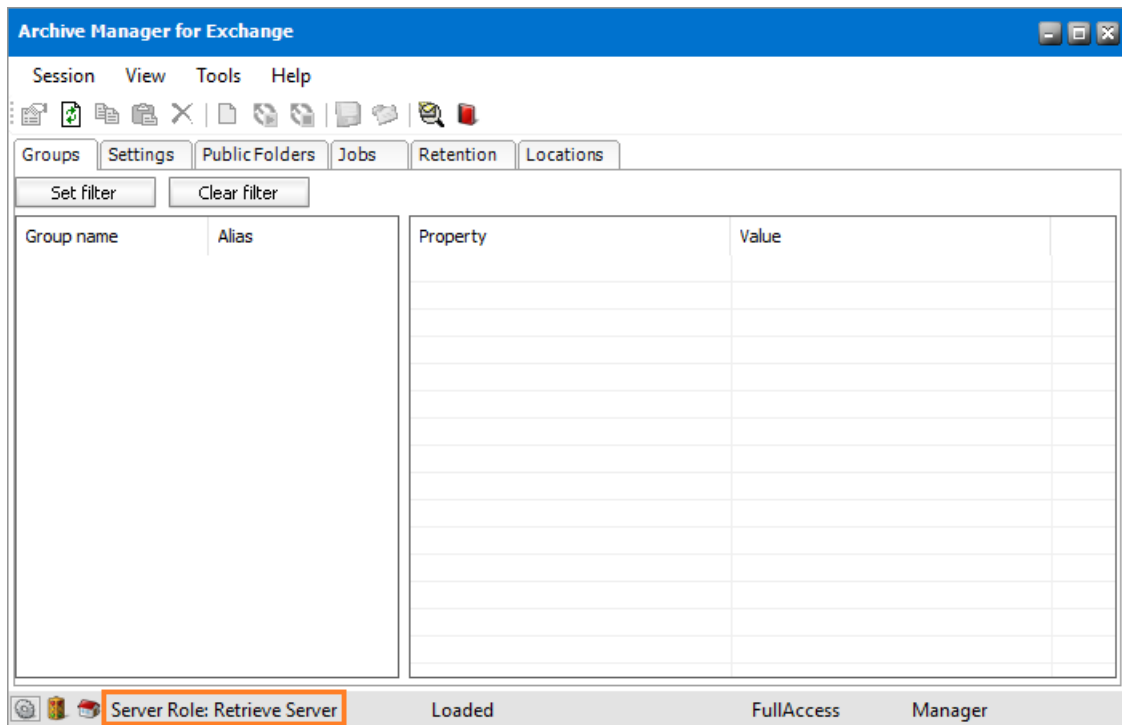 Archive Manager for Exchange
Session View Tools Help
Groups Settings Public Folders Jobs Retention Locations
Set filter Clear filter
Group name Alias Property Value
Server Role: Retrieve Server Loaded FullAccess Manager